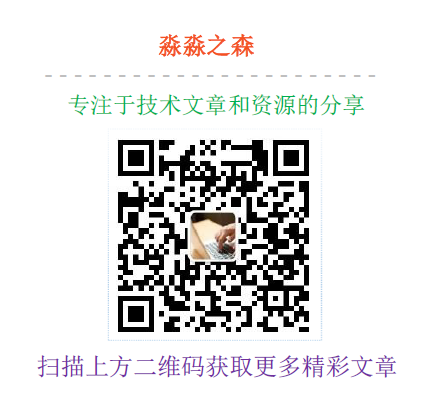 淼淼之森
专注于技术文章和资源的分享
扫描上方二维码获取更多精彩文章